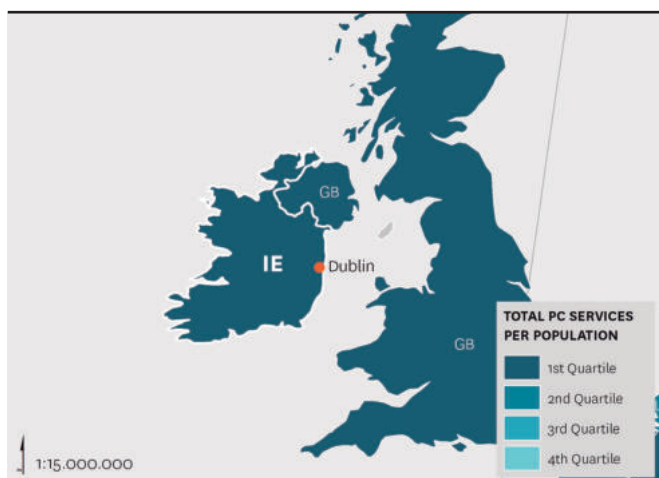 GB
IE
Dublin
GB
TOTAL PC SERVICES
PER POPULATION
1st Quartile
2nd Quartile
3rd Quartile
4th Quartile
1:15.000.000